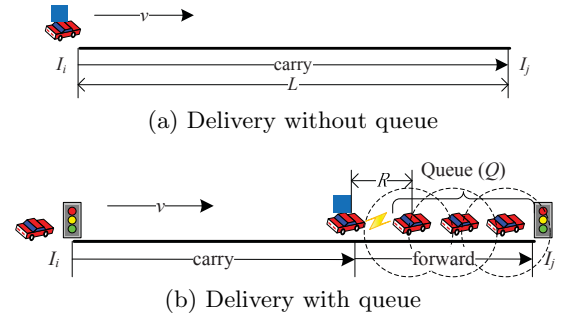 v
I_i carry I_j
L
(a) Delivery without queue
Queue (Q)
R
v
I_i carry forward I_j
(b) Delivery with queue